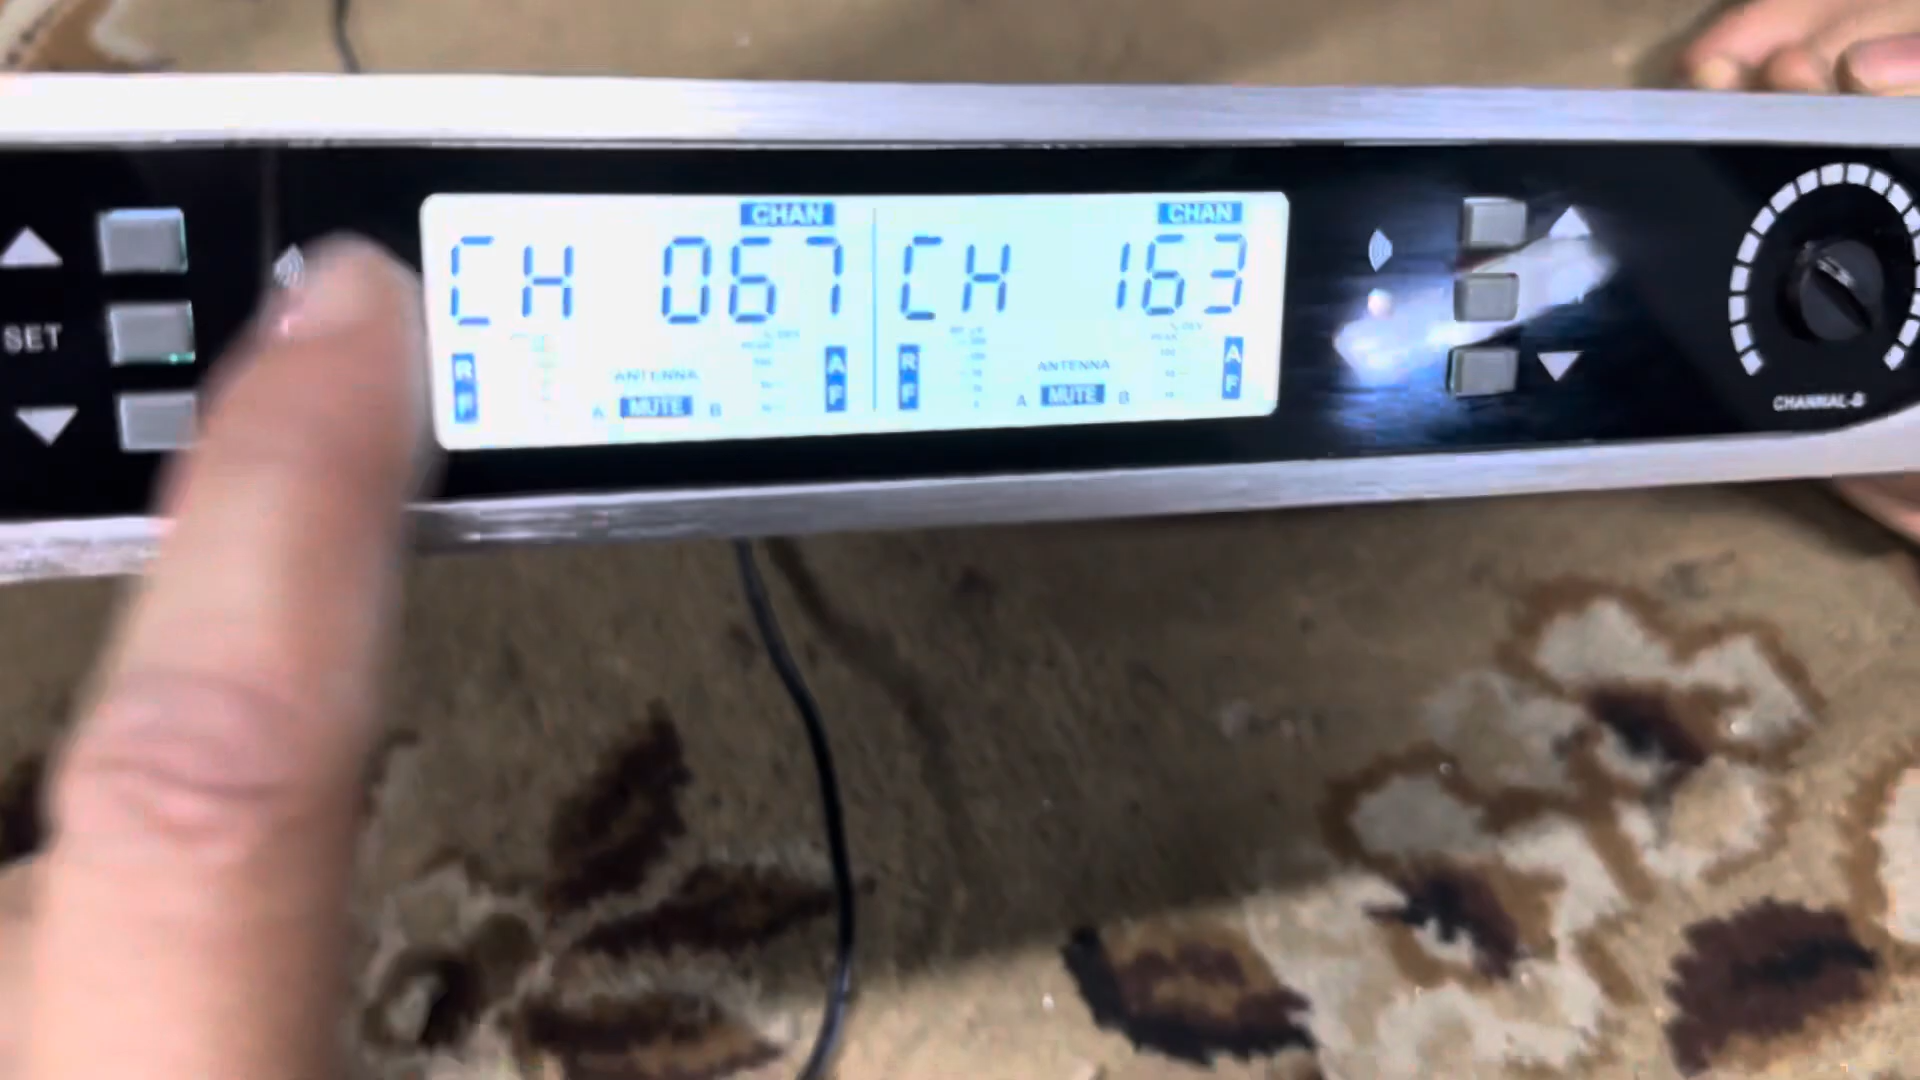 SET
CHAN
CH 067
RF
ANTENNA
A MUTE B
AF
CHAN
CH 163
RF
ANTENNA
A MUTE B
AF
CHANNAL-B